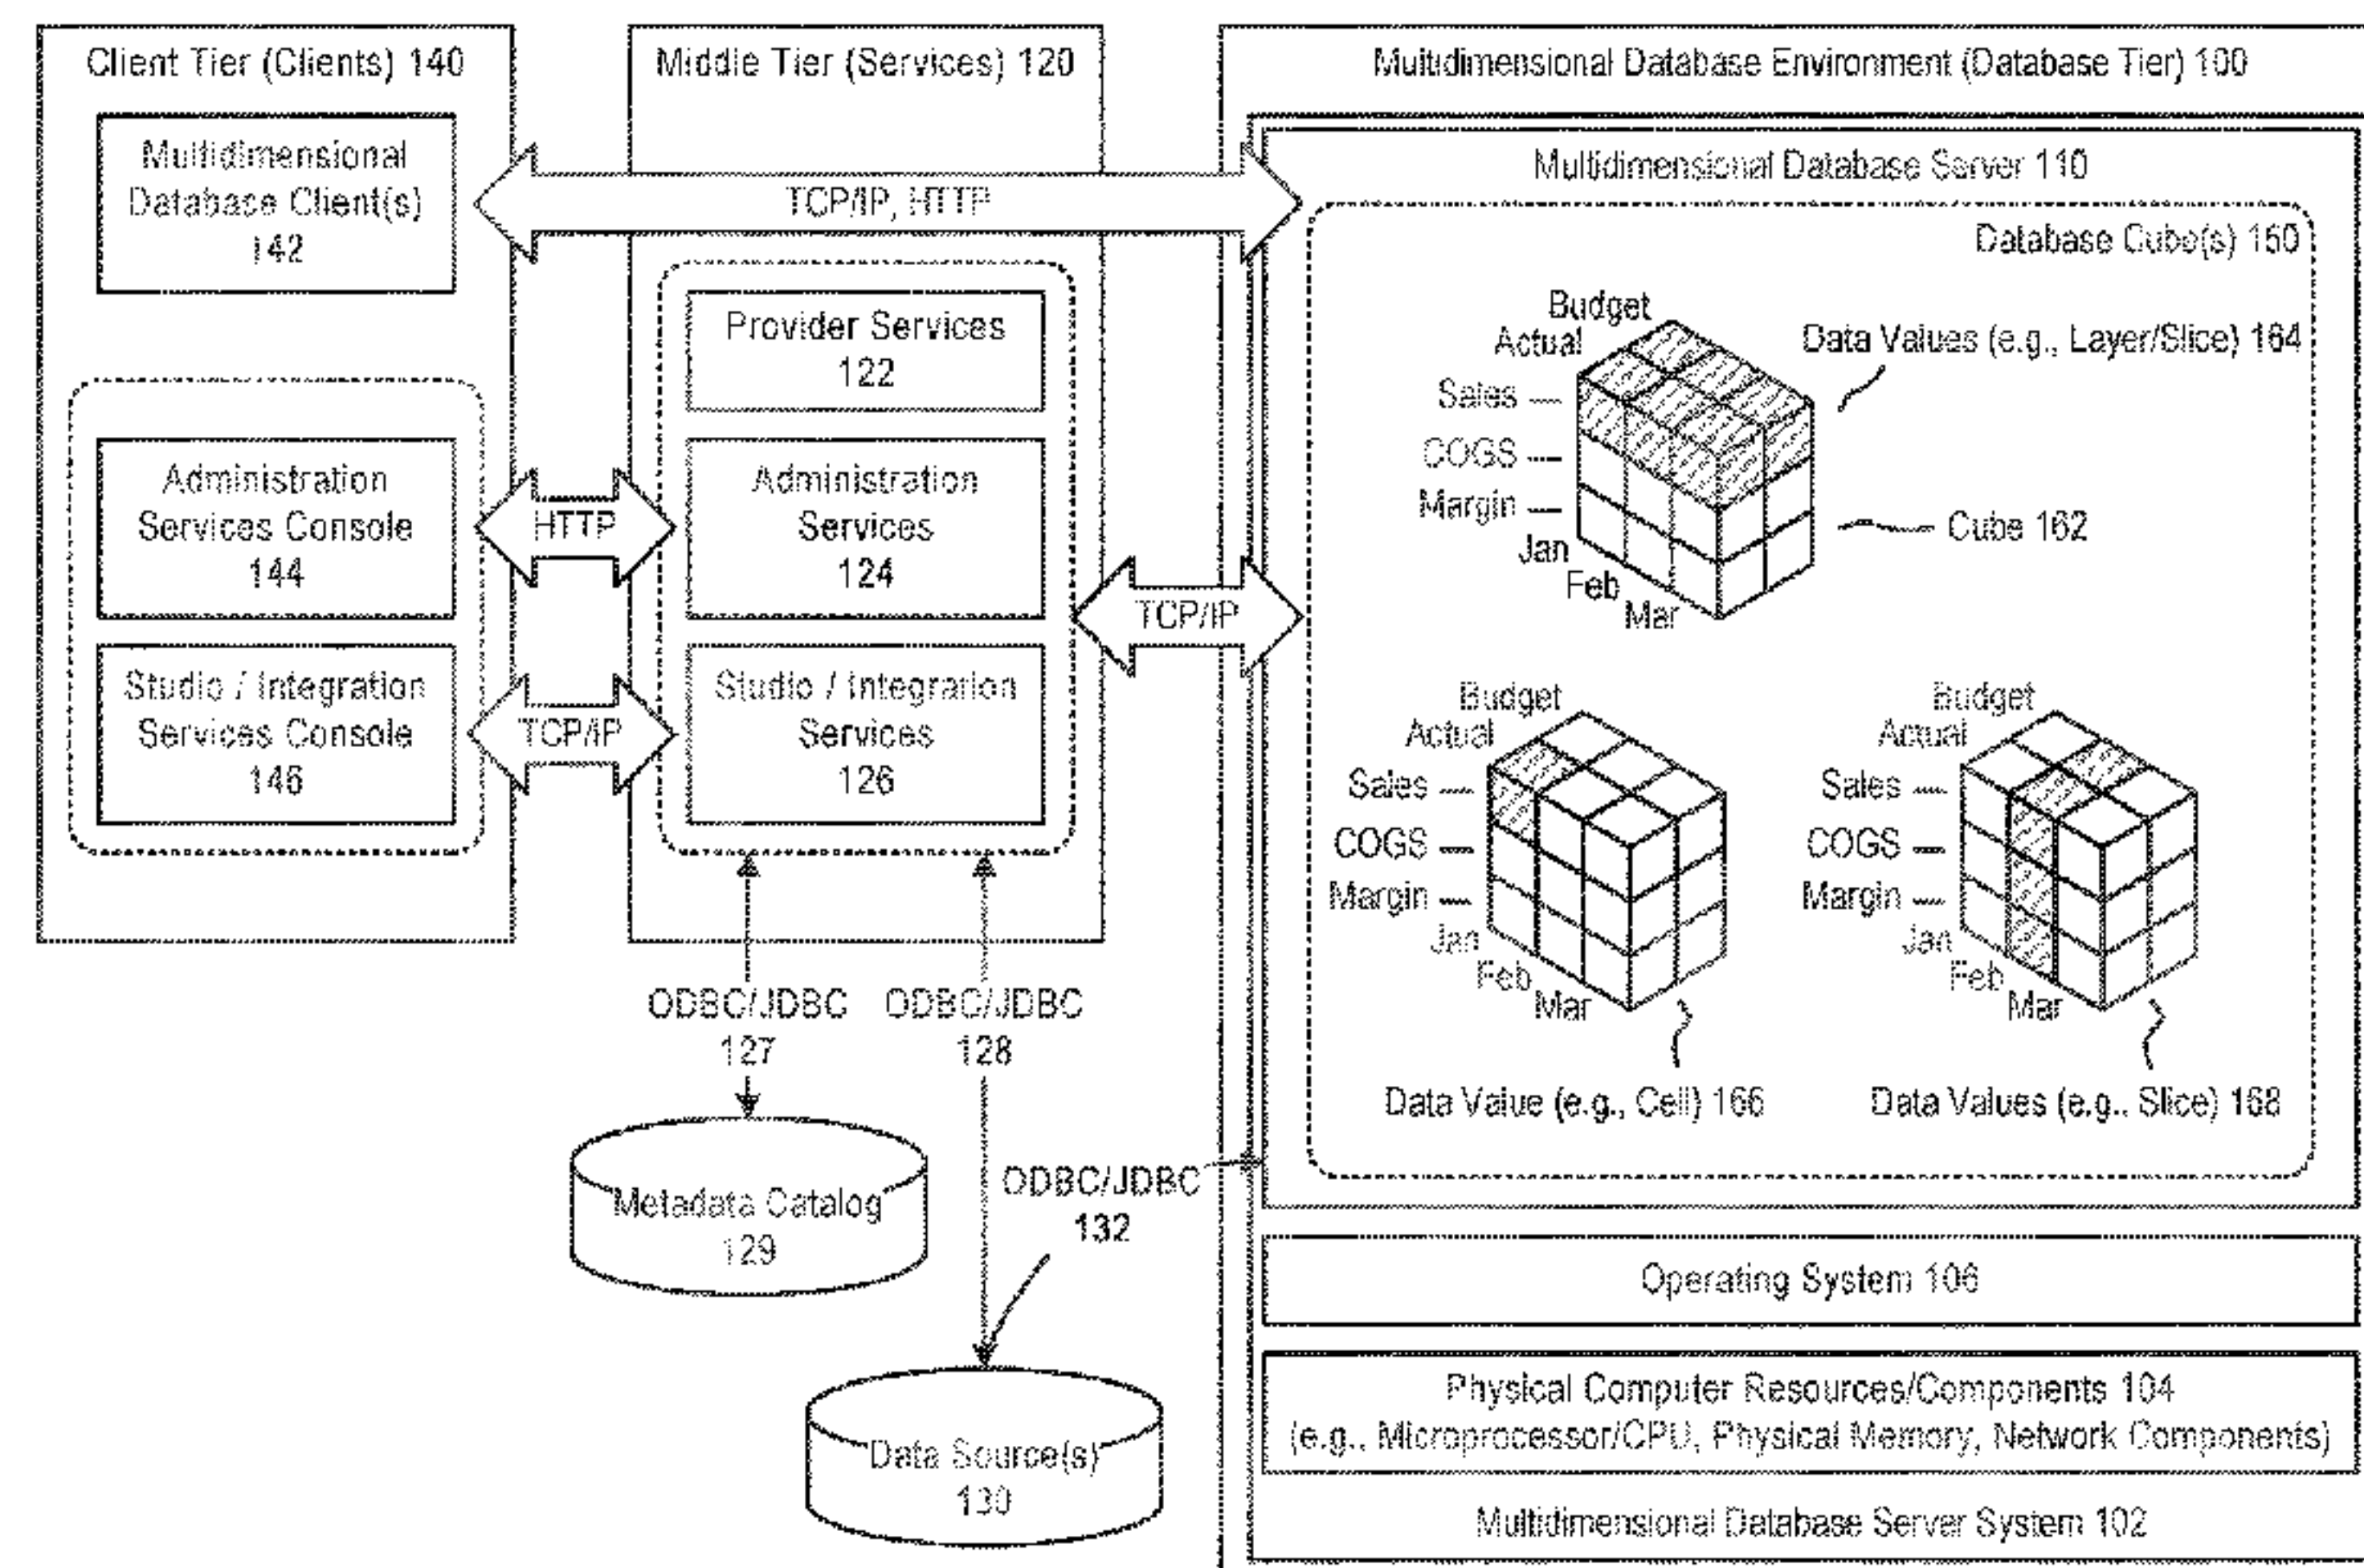 Client Tier (Clients) 140
Multidimensional
Database Client(s)
142
Administration
Services Console
144
Studio / Integration
Services Console
146
Middle Tier (Services) 120
TCP/IP, HTTP
Provider Services
122
Administration
Services
124
Studio / Integration
Services
126
HTTP
TCP/IP
TCP/IP
ODBC/JDBC
127
ODBC/JDBC
128
Metadata Catalog
129
ODBC/JDBC
132
Data Source(s)
130
Multidimensional Database Environment (Database Tier) 100
Multidimensional Database Server 110
Database Cube(s) 160
Budget
Actual
Sales
COGS
Margin
Jan
Feb
Mar
Data Values (e.g., Layer/Slice) 164
Cube 162
Budget
Actual
Sales
COGS
Margin
Jan
Feb
Mar
Data Value (e.g., Cell) 166
Budget
Actual
Sales
COGS
Margin
Jan
Feb
Mar
Data Values (e.g., Slice) 168
Operating System 106
Physical Computer Resources/Components 104
(e.g., Microprocessor/CPU, Physical Memory, Network Components)
Multidimensional Database Server System 102